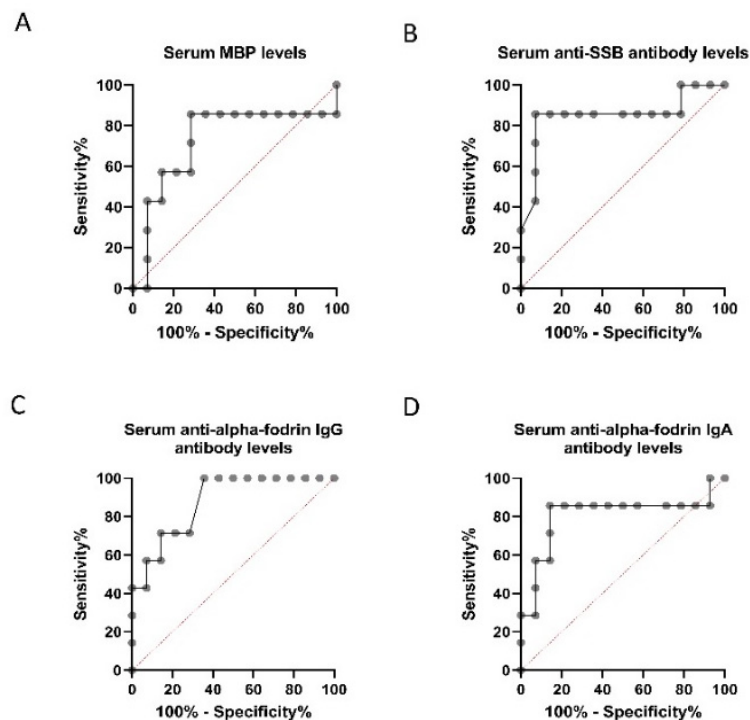 A
Serum MBP levels
100
80
60
40
20
0
Sensitivity%
0 20 40 60 80 100
100% - Specificity%
B
Serum anti-SSB antibody levels
100
80
60
40
20
0
Sensitivity%
0 20 40 60 80 100
100% - Specificity%
C
Serum anti-alpha-fodrin IgG
antibody levels
100
80
60
40
20
0
Sensitivity%
0 20 40 60 80 100
100% - Specificity%
D
Serum anti-alpha-fodrin IgA
antibody levels
100
80
60
40
20
0
Sensitivity%
0 20 40 60 80 100
100% - Specificity%